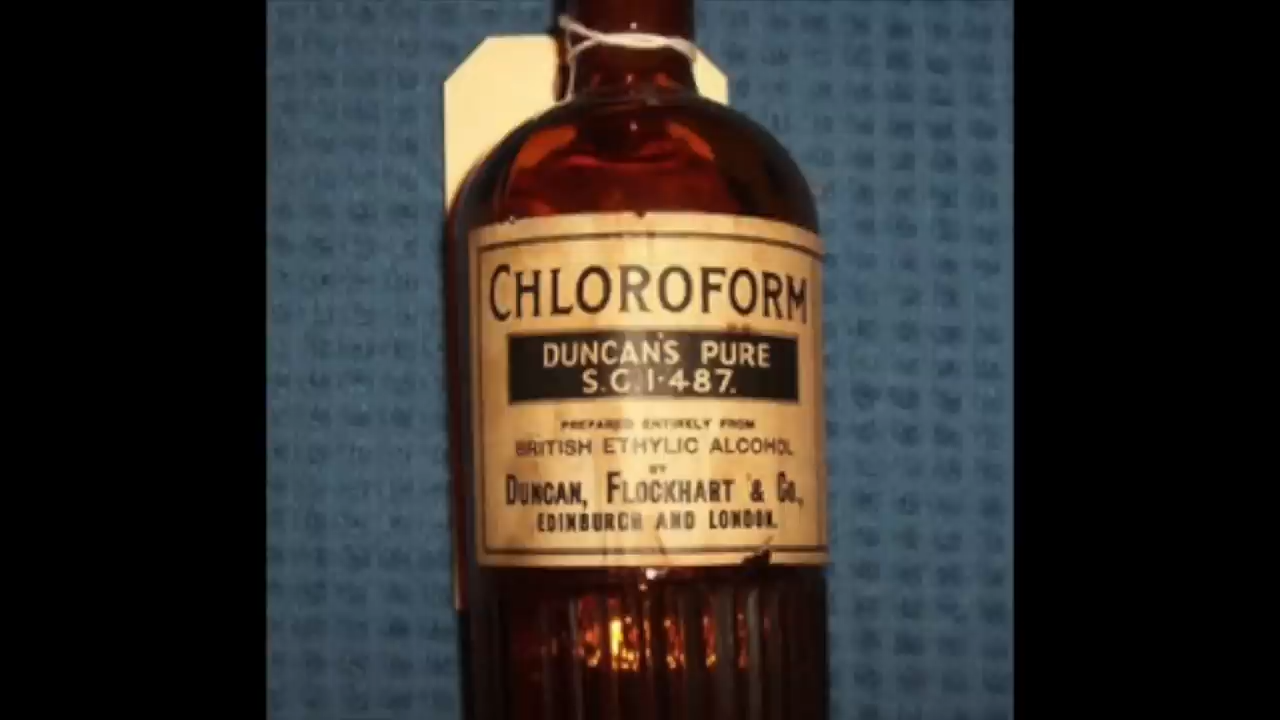 CHLOROFORM
DUNCAN'S PURE
S.G.1·487.
PREPARED ENTIRELY FROM
BRITISH ETHYLIC ALCOHOL
BY
DUNCAN, FLOCKHART & CO.,
EDINBURGH AND LONDON.